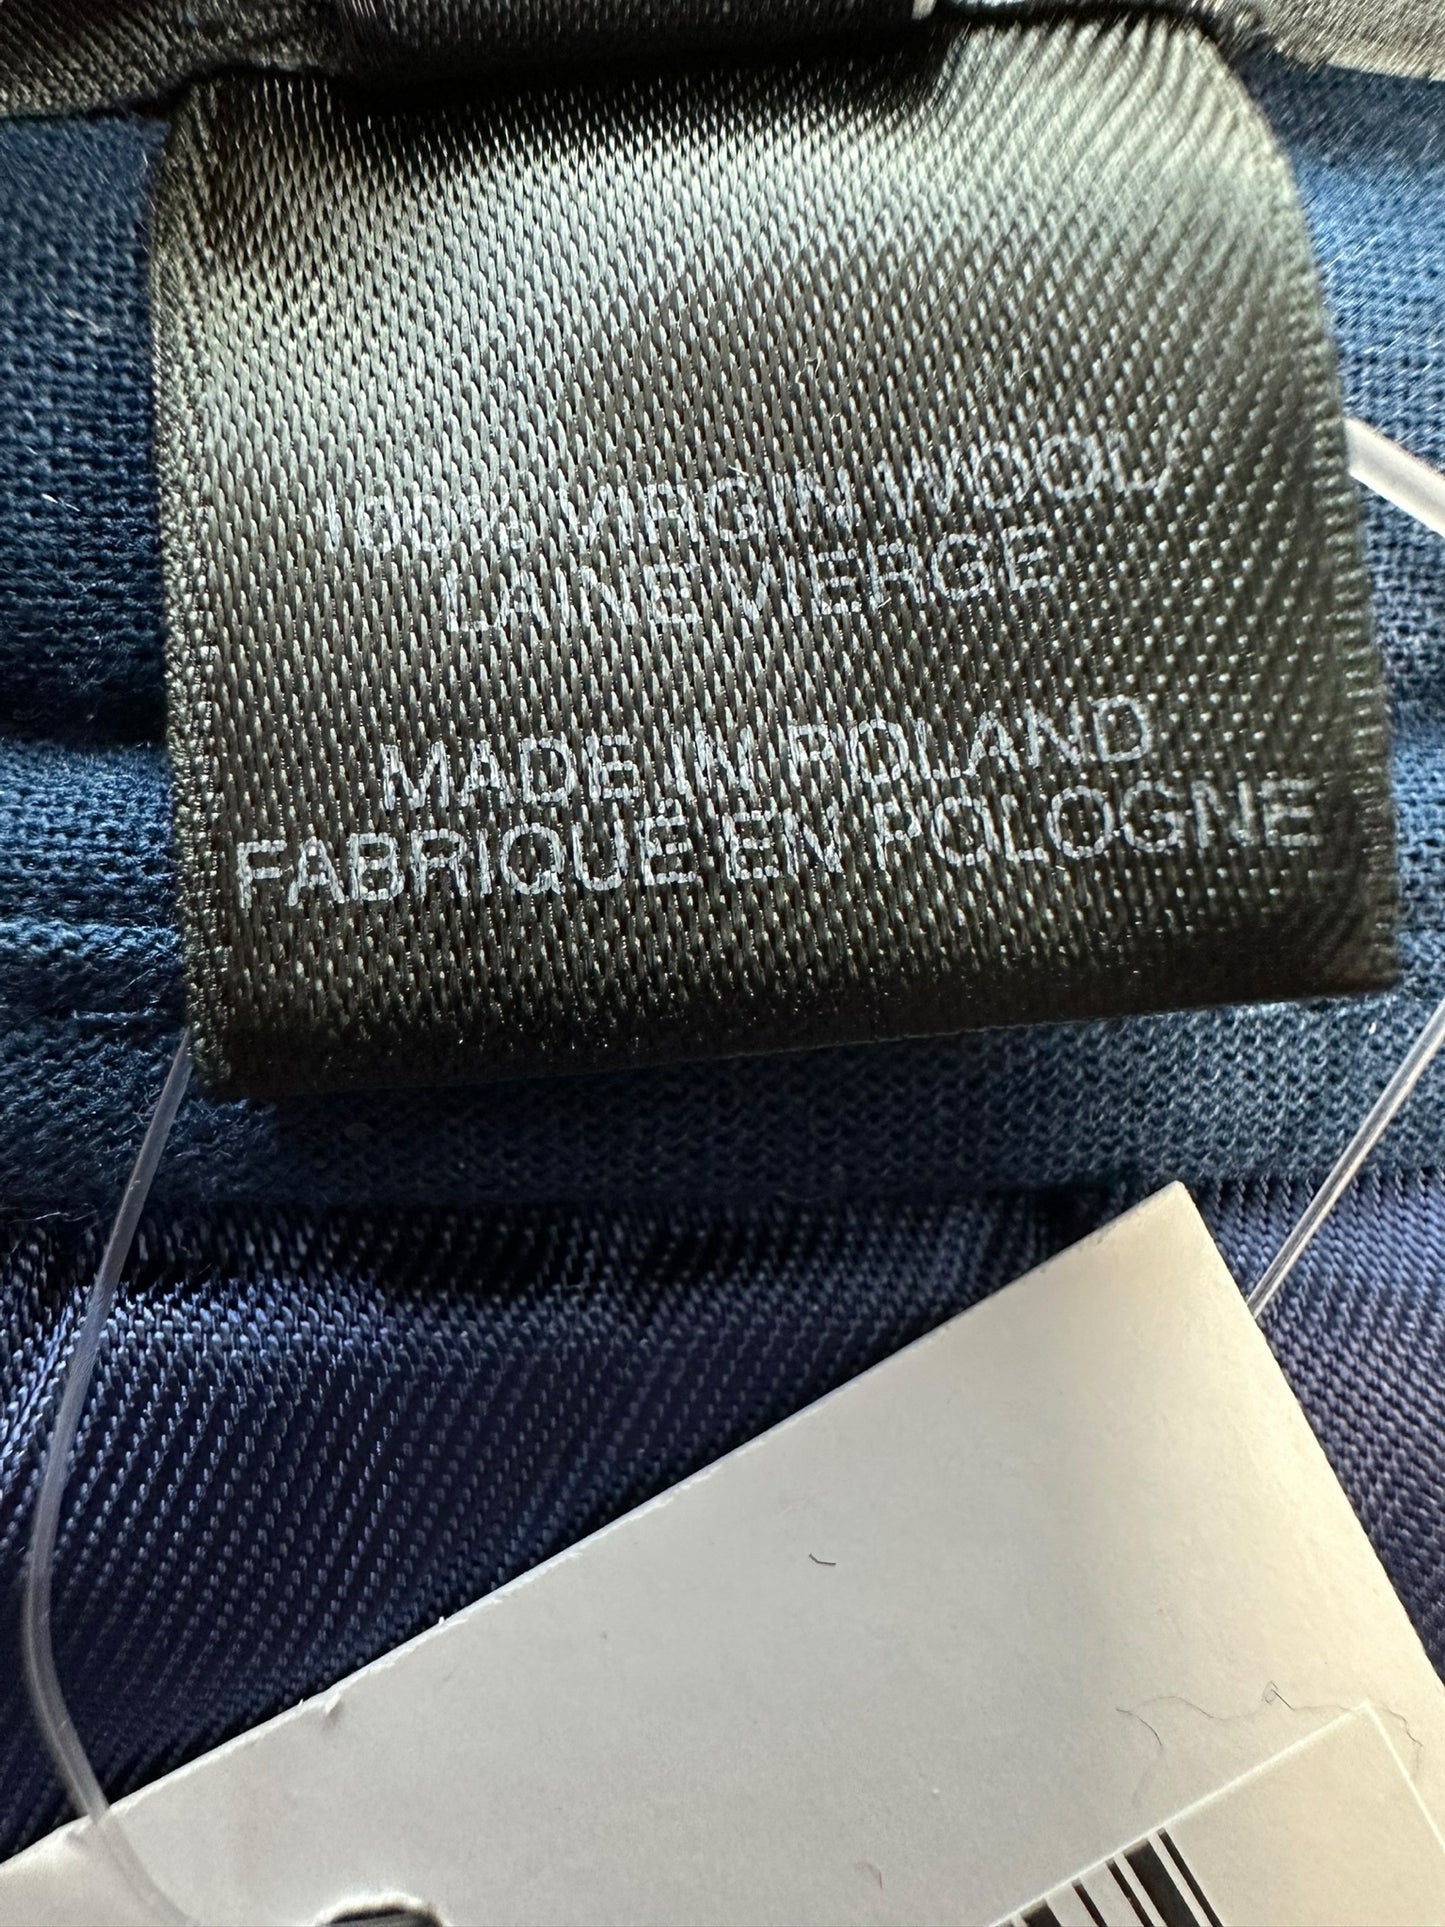 100% VIRGIN WOOL/
LAINE VIERGE
MADE IN POLAND
FABRIQUÉ EN POLOGNE